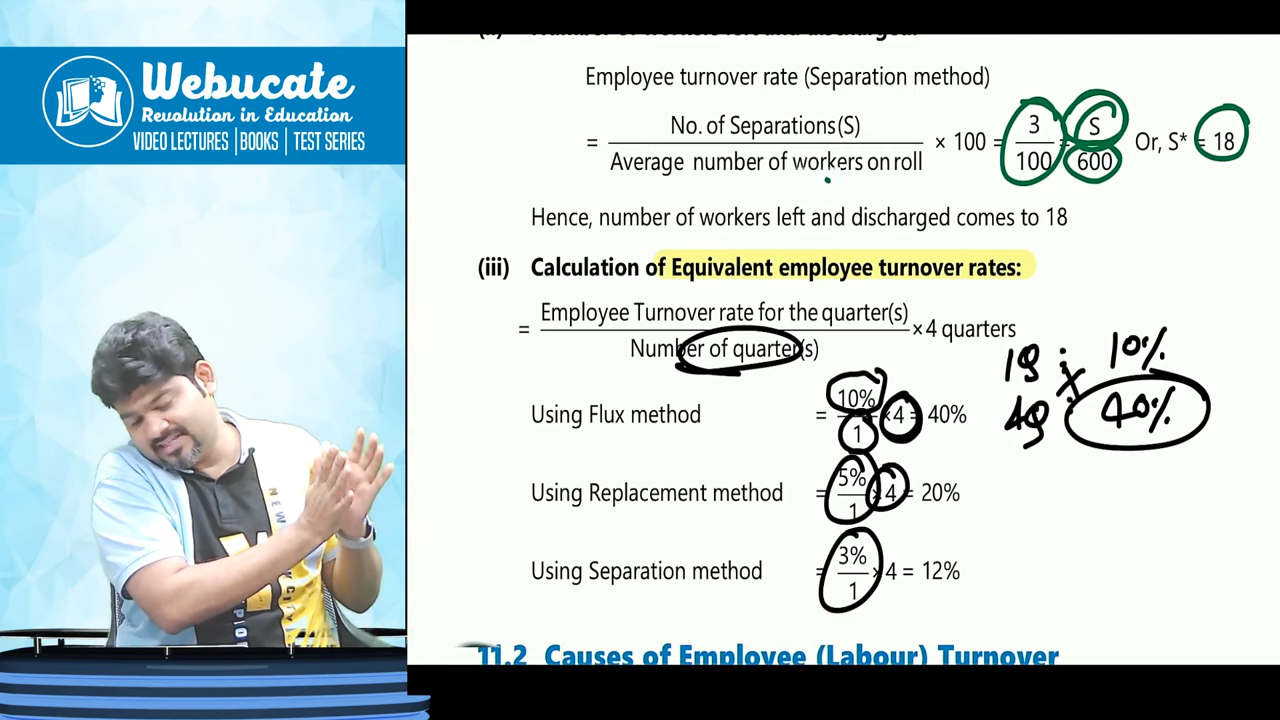 Webucate
Revolution in Education
VIDEO LECTURES | BOOKS | TEST SERIES
Employee turnover rate (Separation method)
= No. of Separations(S) / Average number of workers on roll × 100 = 3/100 = S/600 Or, S* = 18
Hence, number of workers left and discharged comes to 18
(iii) Calculation of Equivalent employee turnover rates:
= Employee Turnover rate for the quarter(s) / Number of quarter(s) × 4 quarters
Using Flux method = 10%/1 × 4 = 40%
Using Replacement method = 5%/1 × 4 = 20%
Using Separation method = 3%/1 × 4 = 12%
10%
40%
11.2 Causes of Employee (Labour) Turnover